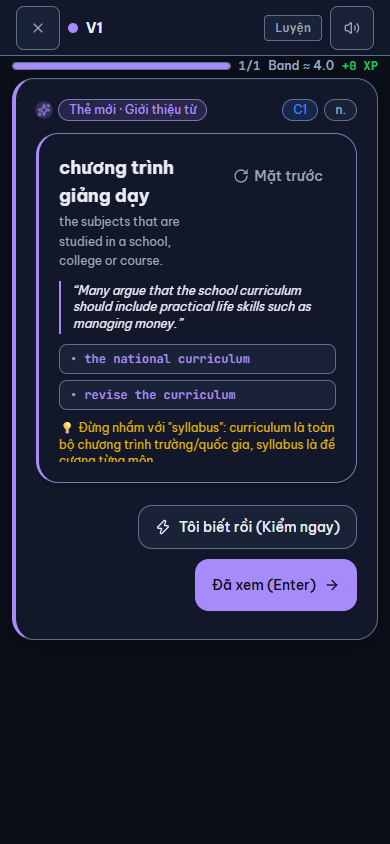 V1
Luyện
1/1 Band ≈ 4.0 +0 XP
Thẻ mới · Giới thiệu từ
C1
n.
chương trình
giảng dạy
Mặt trước
the subjects that are
studied in a school,
college or course.
“Many argue that the school curriculum
should include practical life skills such as
managing money.”
• the national curriculum
• revise the curriculum
💡 Đừng nhầm với "syllabus": curriculum là toàn
bộ chương trình trường/quốc gia, syllabus là đề
cương từng môn
Tôi biết rồi (Kiểm ngay)
Đã xem (Enter) →